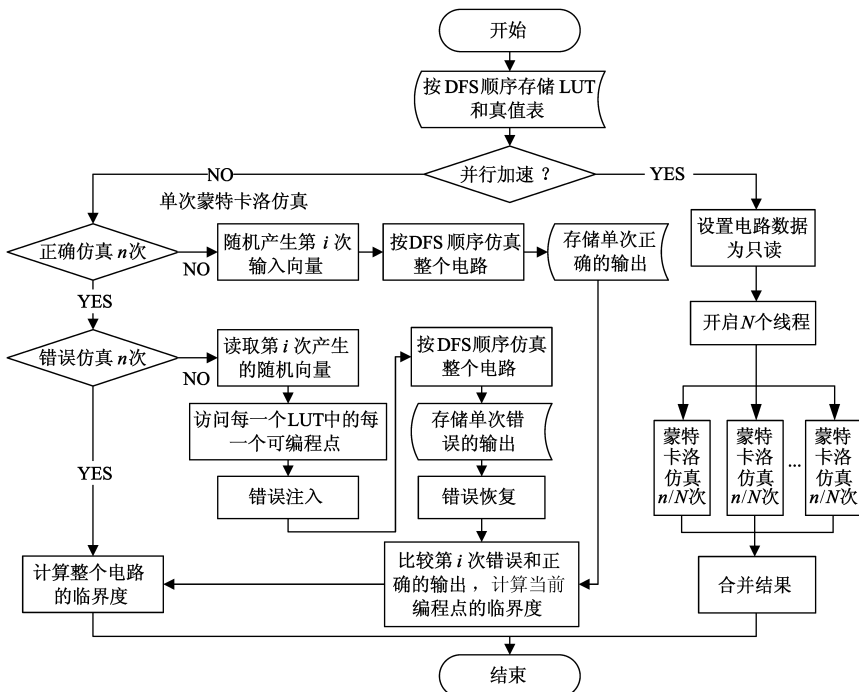 开始
按DFS顺序存储LUT
和真值表
并行加速？
NO
YES
单次蒙特卡洛仿真
正确仿真 n次
NO
随机产生第 i 次
输入向量
按DFS 顺序仿真
整个电路
存储单次正
确的输出
设置电路数据
为只读
YES
开启N个线程
错误仿真 n次
NO
读取第 i 次产生
的随机向量
按DFS顺序仿真
整个电路
访问每一个LUT中的每
一个可编程点
存储单次错
误的输出
蒙特
卡洛
仿真
n/N次
蒙特
卡洛
仿真
n/N次
...
蒙特
卡洛
仿真
n/N次
YES
错误注入
错误恢复
计算整个电路
的临界度
比较第 i 次错误和正
确的输出，计算当前
编程点的临界度
合并结果
结束